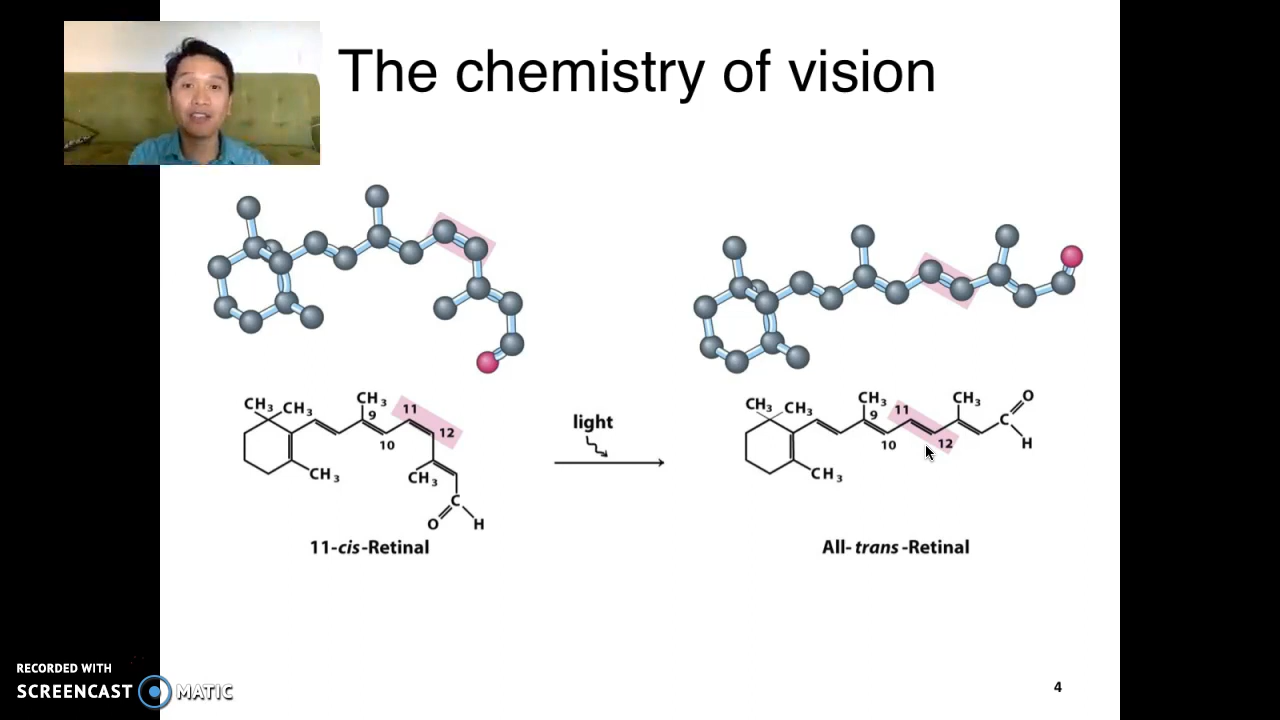 The chemistry of vision
CH3 CH3
CH3
9
11
10
12
CH3
CH3
C
O
H
11-cis-Retinal
light
CH3 CH3
CH3
9
11
10
12
CH3
CH3
C
O
H
All-trans-Retinal
RECORDED WITH
SCREENCAST MATIC
4